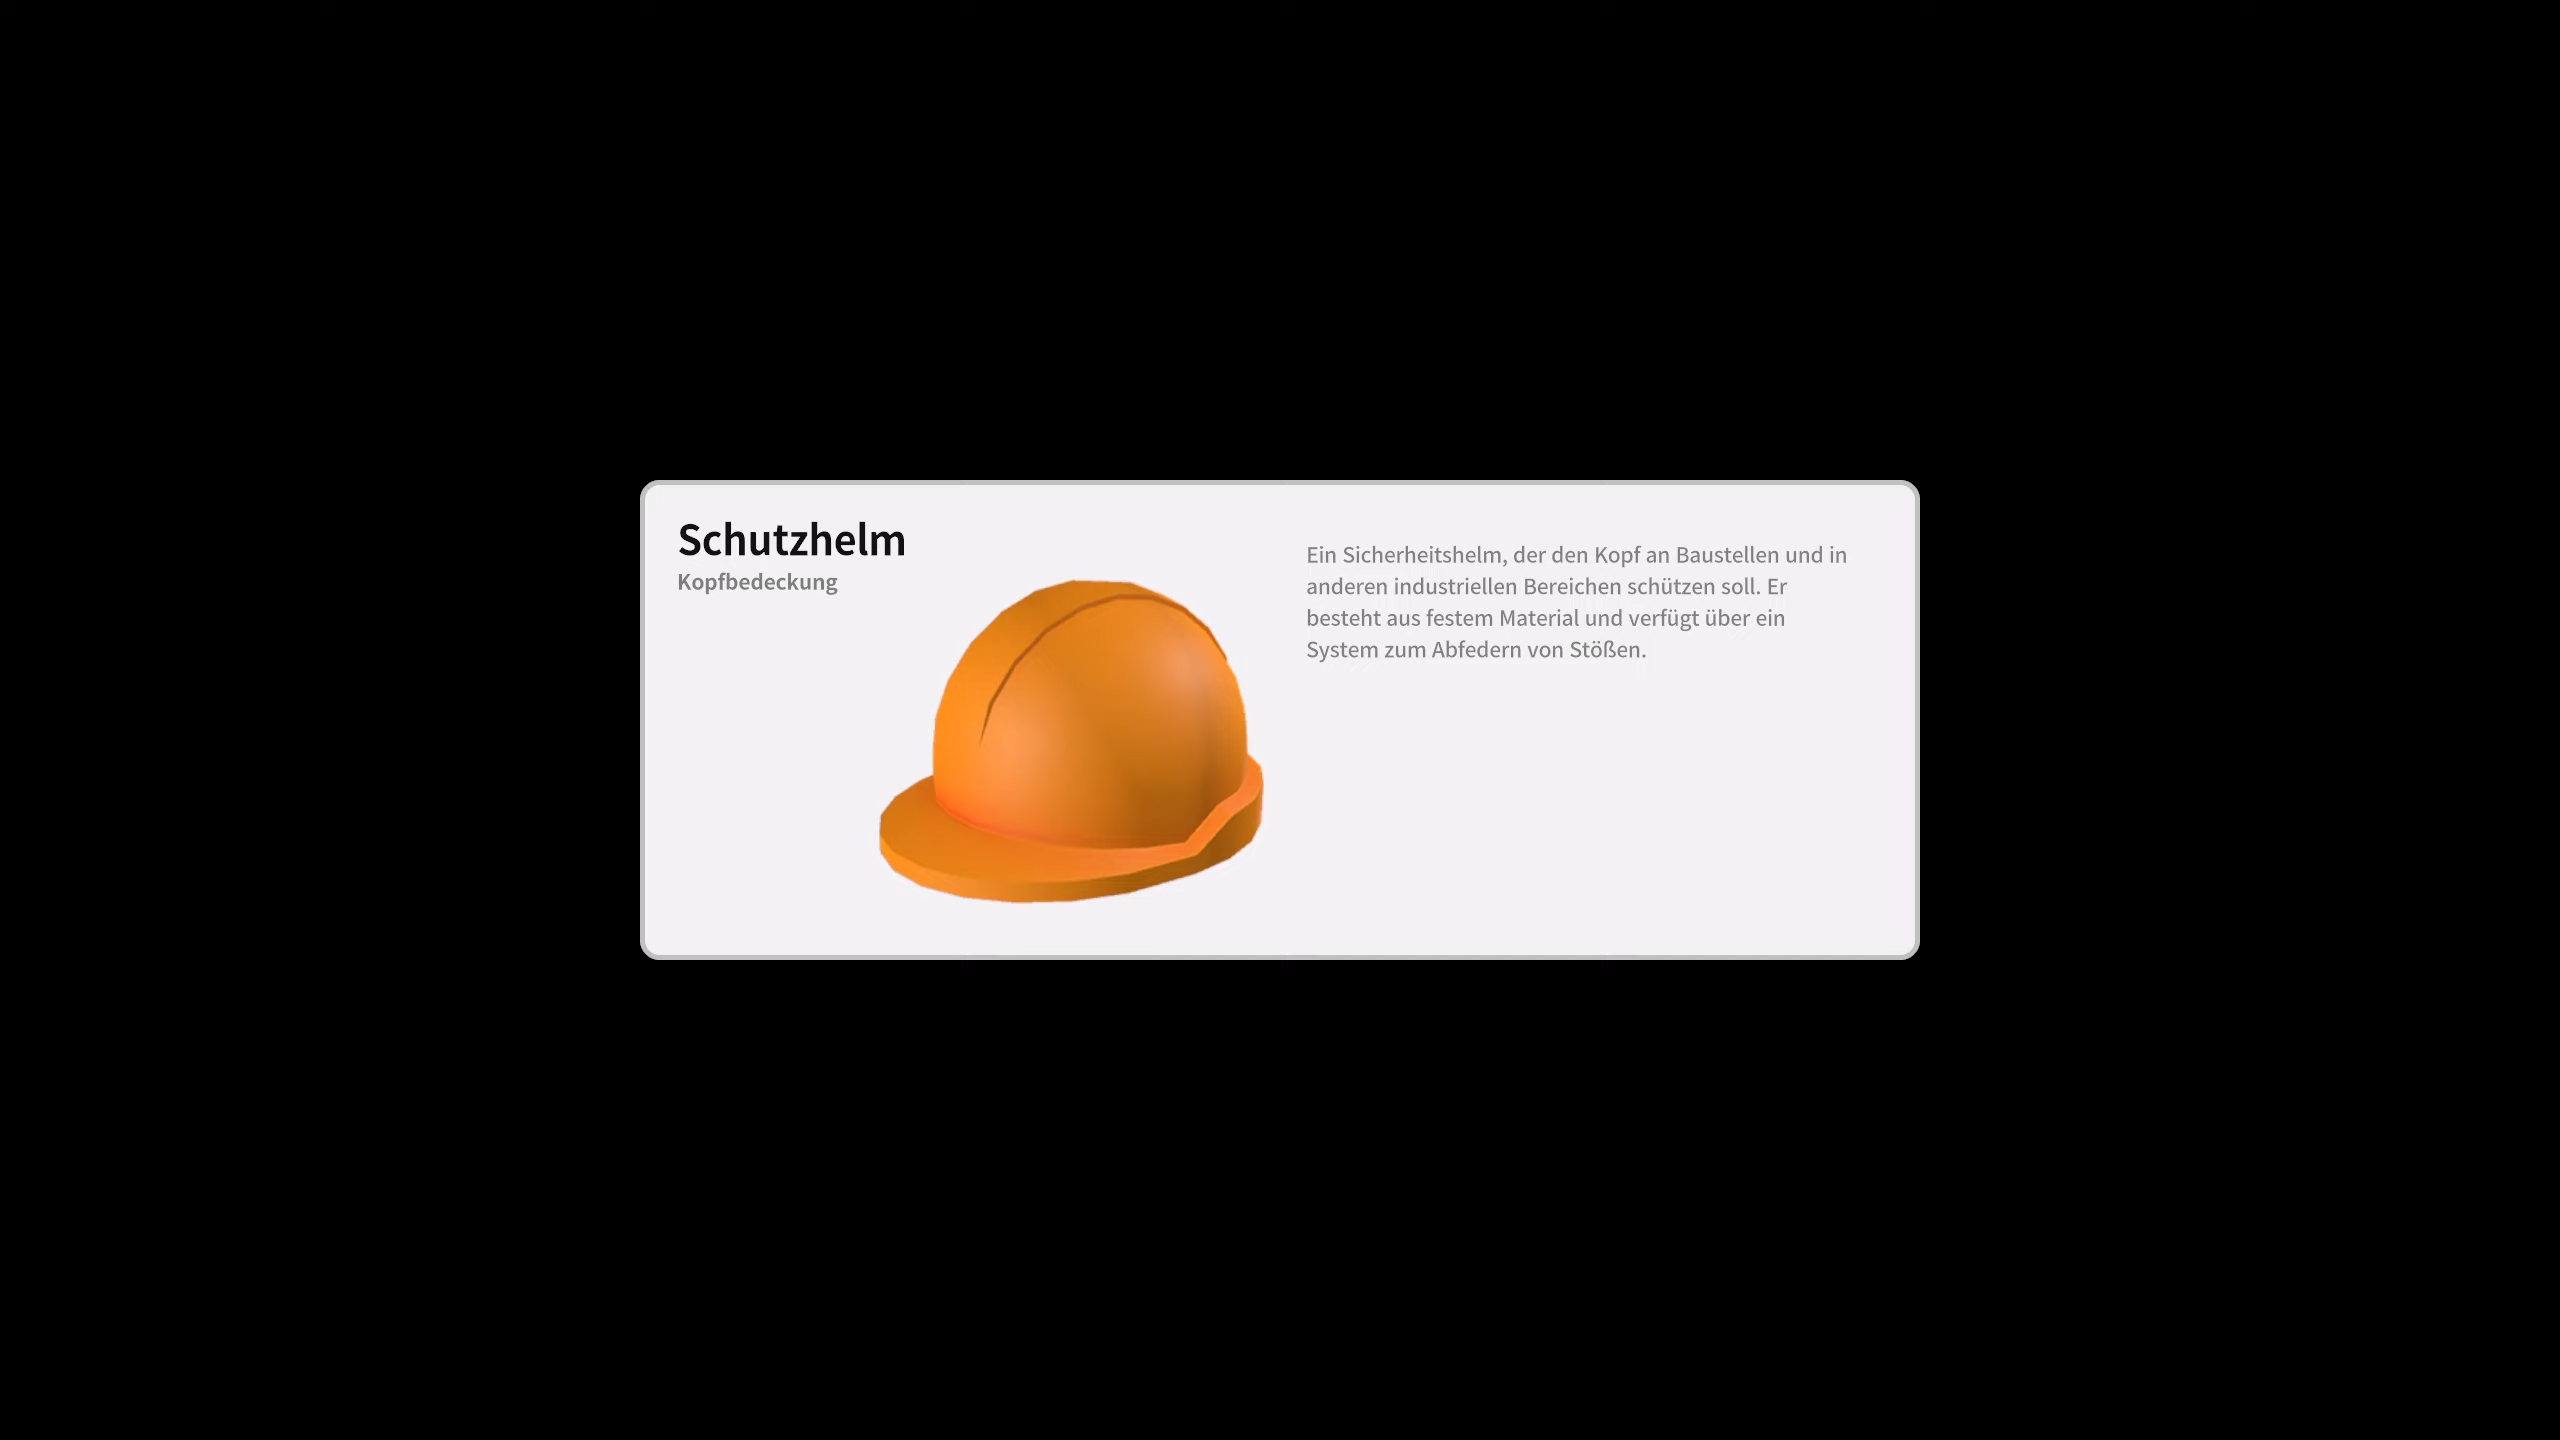 Schutzhelm
Kopfbedeckung
Ein Sicherheitshelm, der den Kopf an Baustellen und in
anderen industriellen Bereichen schützen soll. Er
besteht aus festem Material und verfügt über ein
System zum Abfedern von Stößen.